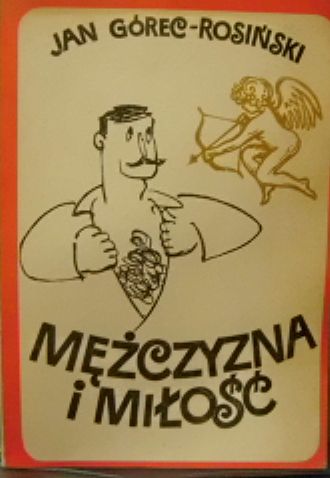 JAN GÓREC-ROSIŃSKI
MĘŻCZYZNA
i MIŁOŚĆ